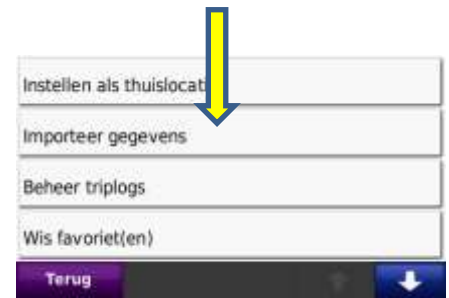 Instellen als thuislocat
Importeer gegevens
Beheer triplogs
Wis favoriet(en)
Terug